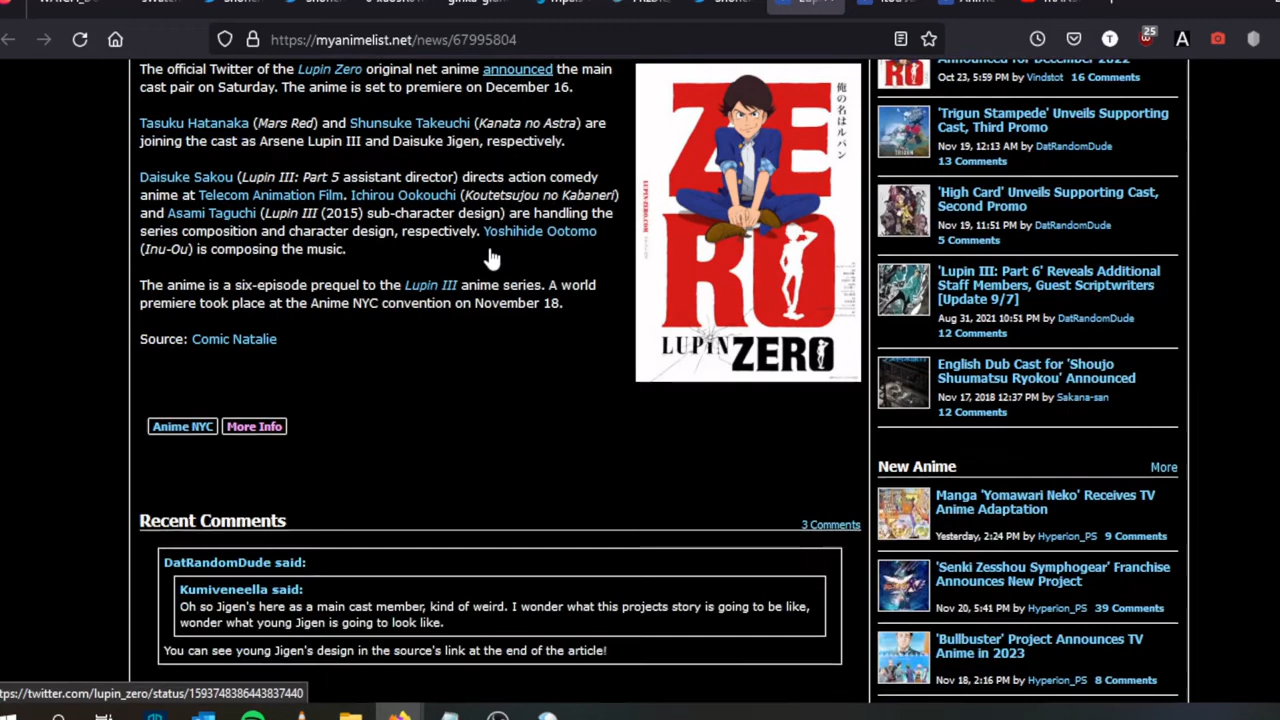 https://myanimelist.net/news/67995804
25
The official Twitter of the Lupin Zero original net anime announced the main
cast pair on Saturday. The anime is set to premiere on December 16.
Tasuku Hatanaka (Mars Red) and Shunsuke Takeuchi (Kanata no Astra) are
joining the cast as Arsene Lupin III and Daisuke Jigen, respectively.
Daisuke Sakou (Lupin III: Part 5 assistant director) directs action comedy
anime at Telecom Animation Film. Ichirou Ookouchi (Koutetsujou no Kabaneri)
and Asami Taguchi (Lupin III (2015) sub-character design) are handling the
series composition and character design, respectively. Yoshihide Ootomo
(Inu-Ou) is composing the music.
The anime is a six-episode prequel to the Lupin III anime series. A world
premiere took place at the Anime NYC convention on November 18.
Source: Comic Natalie
ZE
RO
俺の名はルパン
LUPIN ZERO
Anime NYC
More Info
Recent Comments
3 Comments
DatRandomDude said:
Kumiveneella said:
Oh so Jigen's here as a main cast member, kind of weird. I wonder what this projects story is going to be like,
wonder what young Jigen is going to look like.
You can see young Jigen's design in the source's link at the end of the article!
Announced for December 2022
Oct 23, 5:59 PM by Vindstot 16 Comments
'Trigun Stampede' Unveils Supporting
Cast, Third Promo
Nov 19, 12:13 AM by DatRandomDude
13 Comments
'High Card' Unveils Supporting Cast,
Second Promo
Nov 19, 11:51 PM by DatRandomDude
5 Comments
'Lupin III: Part 6' Reveals Additional
Staff Members, Guest Scriptwriters
[Update 9/7]
Aug 31, 2021 10:51 PM by DatRandomDude
12 Comments
English Dub Cast for 'Shoujo
Shuumatsu Ryokou' Announced
Nov 17, 2018 12:37 PM by Sakana-san
12 Comments
New Anime
More
Manga 'Yomawari Neko' Receives TV
Anime Adaptation
Yesterday, 2:24 PM by Hyperion_PS 9 Comments
'Senki Zesshou Symphogear' Franchise
Announces New Project
Nov 20, 5:41 PM by Hyperion_PS 39 Comments
'Bullbuster' Project Announces TV
Anime in 2023
Nov 18, 2:16 PM by Hyperion_PS 8 Comments
tps://twitter.com/lupin_zero/status/1593748386443837440